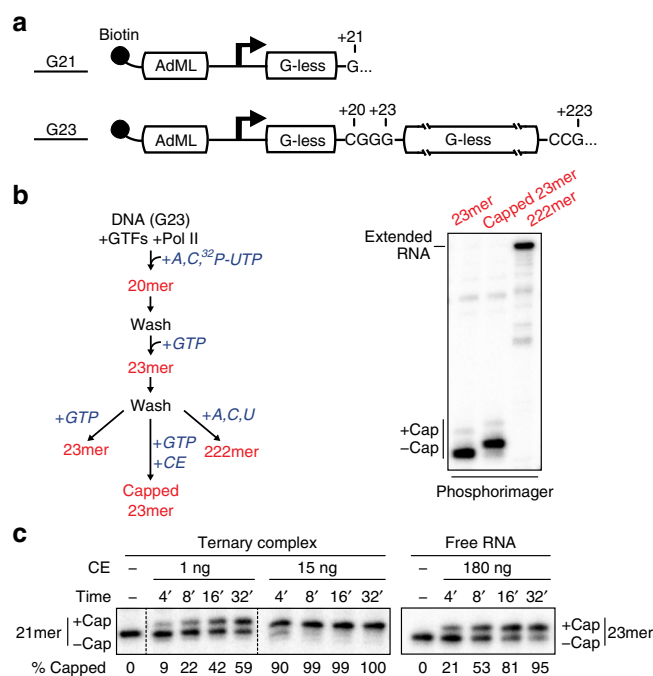 a
Biotin
+21
G21
AdML
G-less
G...
+20 +23
+223
G23
AdML
G-less
CGGG
G-less
CCG...
b
DNA (G23)
+GTFs +Pol II
+A,C,³²P-UTP
20mer
Wash
+GTP
23mer
Wash
+GTP
+A,C,U
23mer
+GTP
+CE
222mer
Capped
23mer
23mer
Capped 23mer
222mer
Extended
RNA
+Cap
−Cap
Phosphorimager
c
Ternary complex
Free RNA
CE – 1 ng 15 ng – 180 ng
Time 4′ 8′ 16′ 32′ 4′ 8′ 16′ 32′ 4′ 8′ 16′ 32′
21mer +Cap
−Cap
+Cap 23mer
−Cap
% Capped 0 9 22 42 59 90 99 99 100 0 21 53 81 95